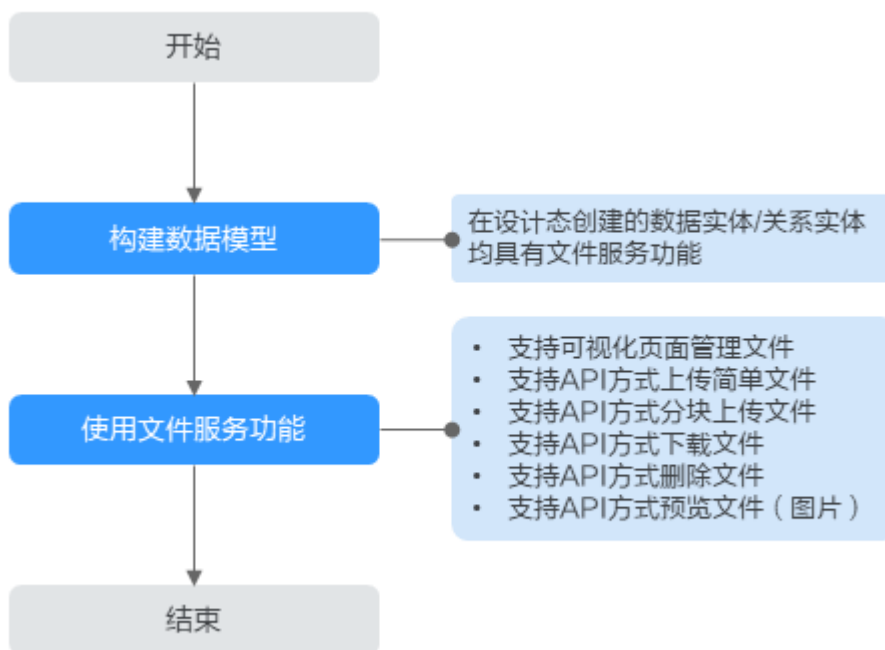 开始
构建数据模型
在设计态创建的数据实体/关系实体
均具有文件服务功能
使用文件服务功能
• 支持可视化页面管理文件
• 支持API方式上传简单文件
• 支持API方式分块上传文件
• 支持API方式下载文件
• 支持API方式删除文件
• 支持API方式预览文件（图片）
结束